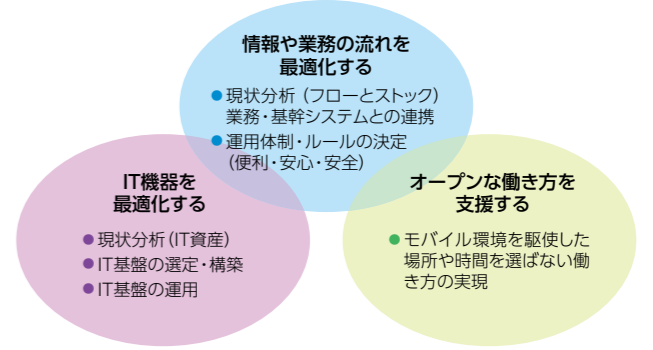 情報や業務の流れを
最適化する
●現状分析（フローとストック）
業務・基幹システムとの連携
●運用体制・ルールの決定
（便利・安心・安全）
IT機器を
最適化する
●現状分析（IT資産）
●IT基盤の選定・構築
●IT基盤の運用
オープンな働き方を
支援する
●モバイル環境を駆使した
場所や時間を選ばない働
き方の実現